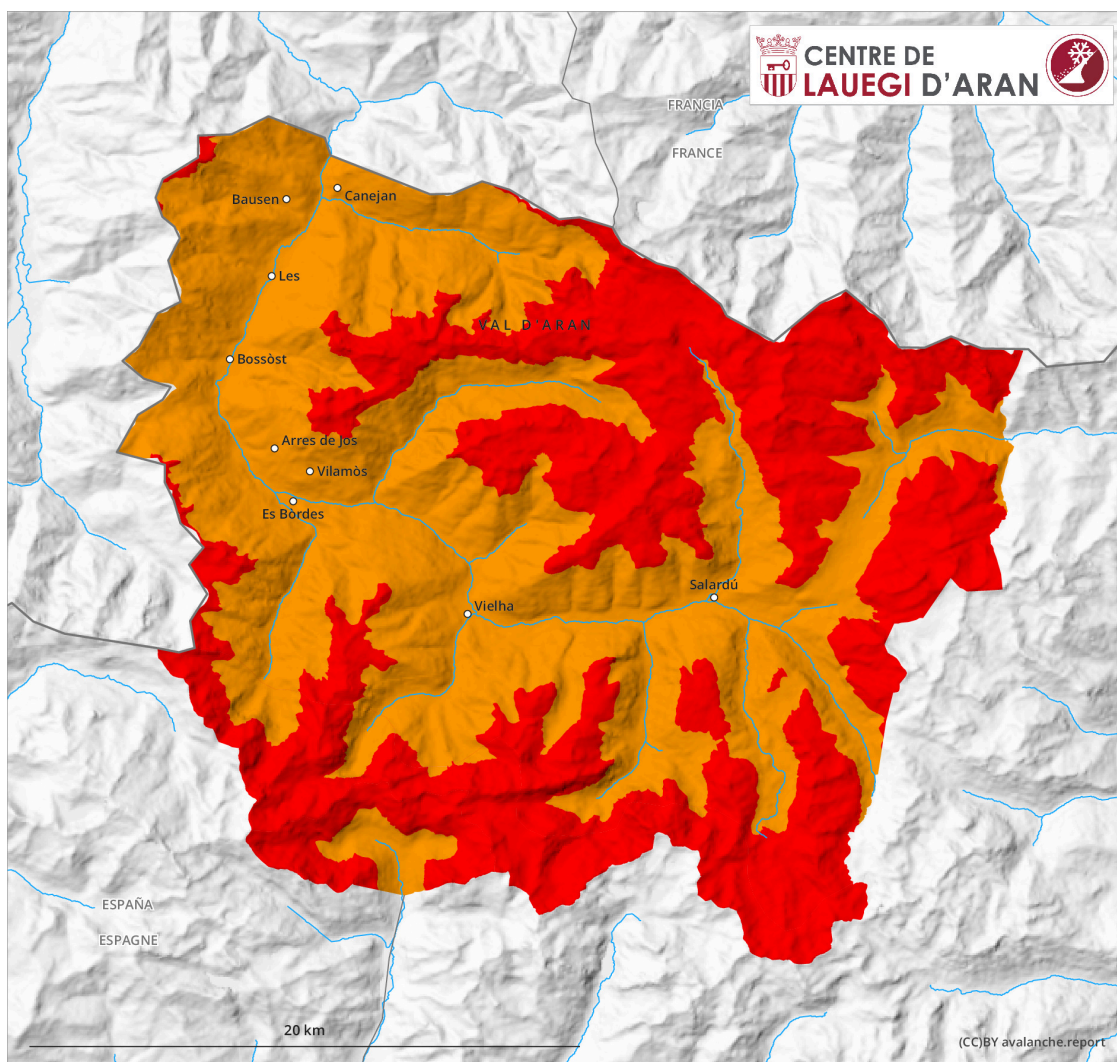 CENTRE DE
LAUEGI D'ARAN
FRANCIA
FRANCE
Bausen
Canejan
Les
VAL D'ARAN
Bossòst
Arres de Jos
Vilamòs
Es Bòrdes
Salardú
Vielha
ESPAÑA
ESPAGNE
20 km
(CC)BY avalanche.report